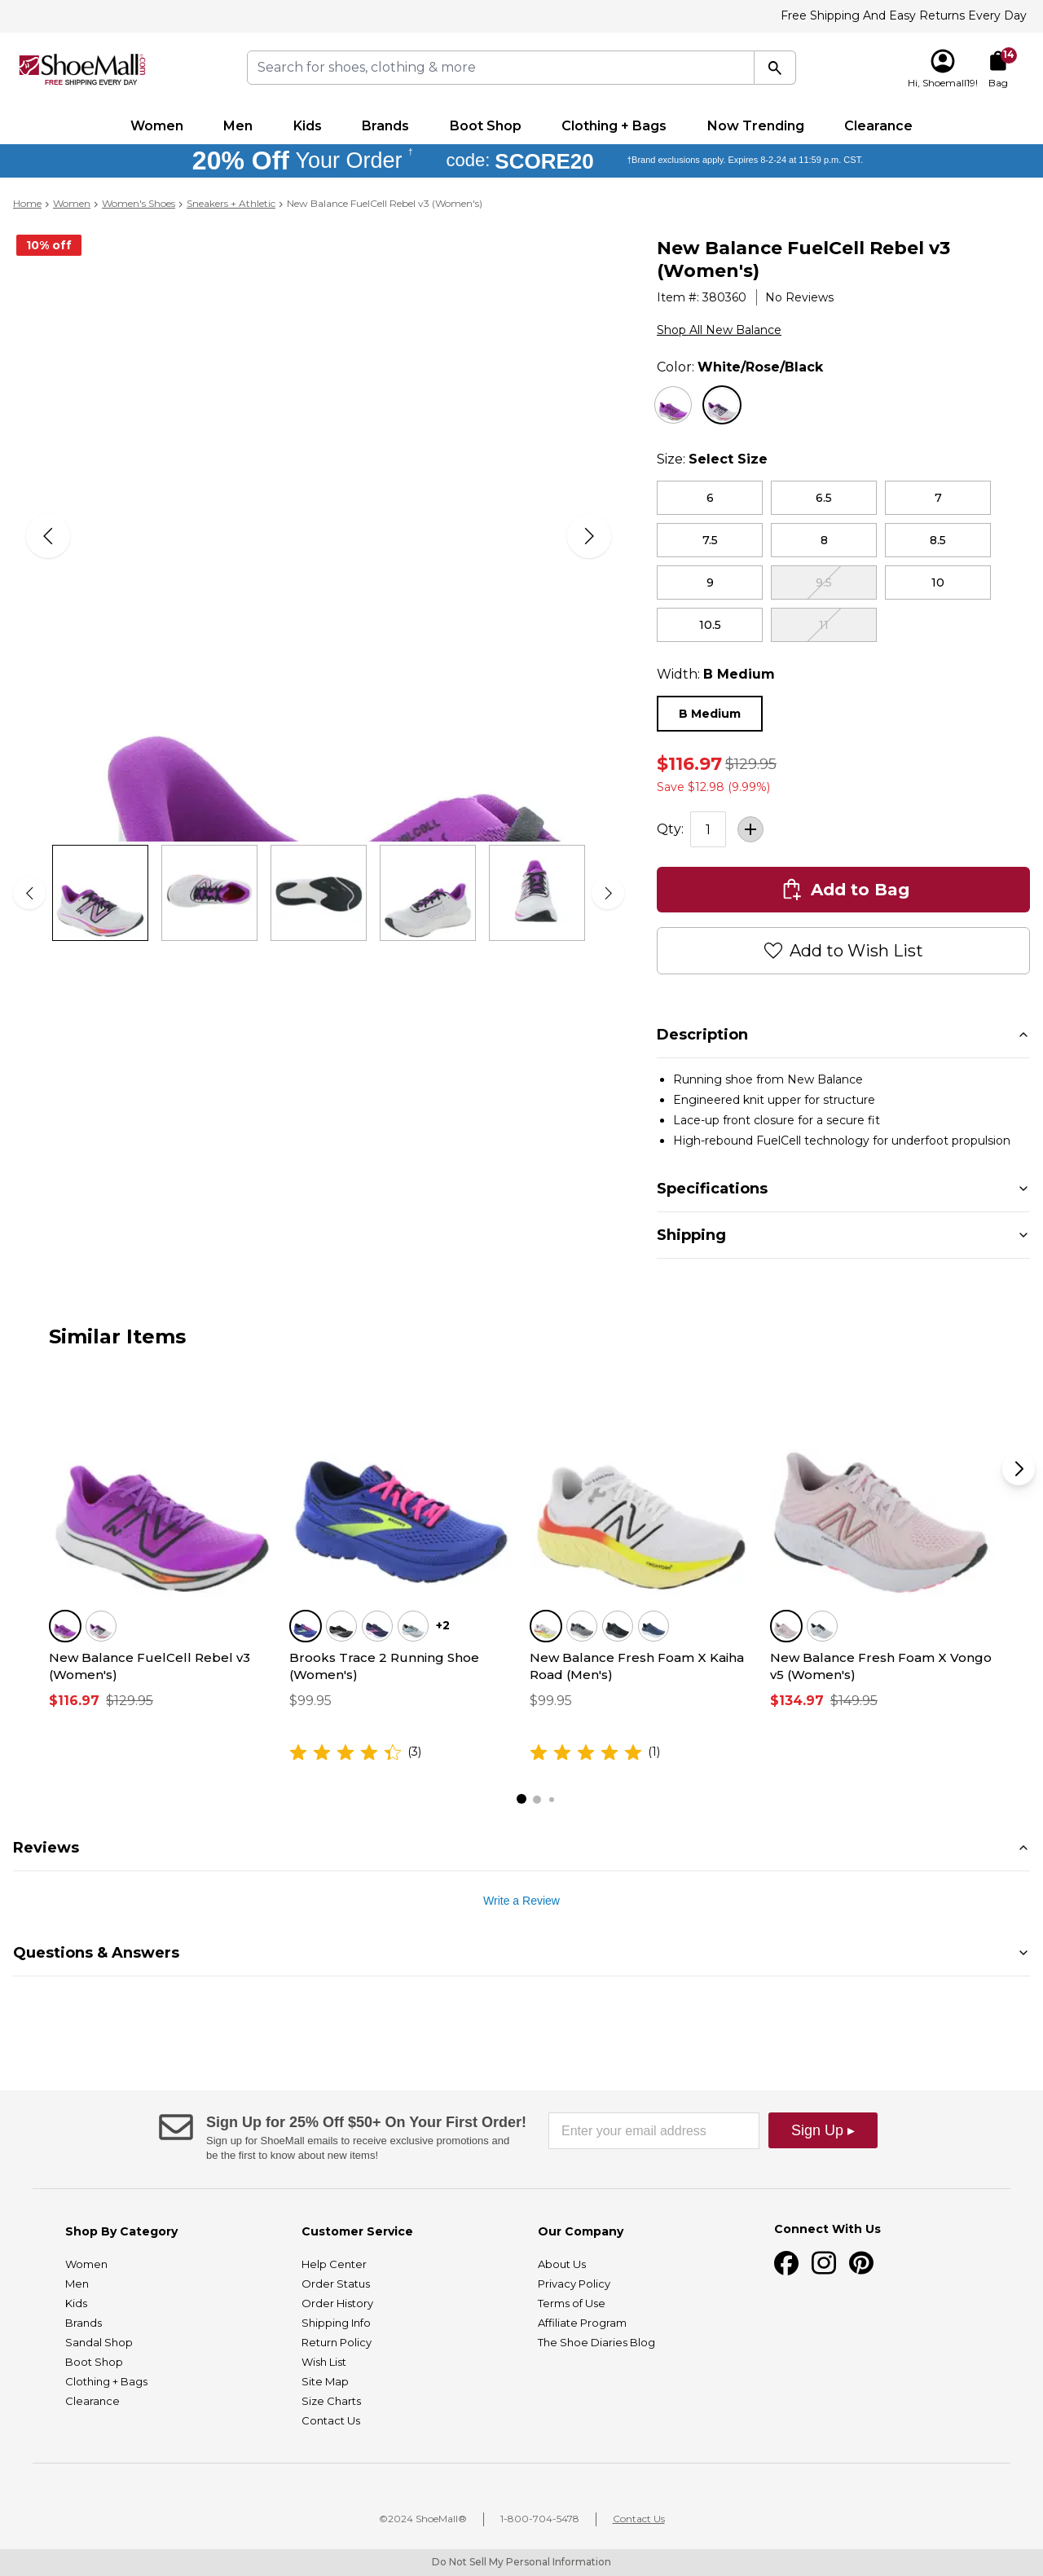 Free Shipping And Easy Returns Every Day
ShoeMall.com
FREE SHIPPING EVERY DAY
Search for shoes, clothing & more
Hi, Shoemall19!
14
Bag
Women Men Kids Brands Boot Shop Clothing + Bags Now Trending Clearance
20% Off Your Order † code: SCORE20 †Brand exclusions apply. Expires 8-2-24 at 11:59 p.m. CST.
Home > Women > Women's Shoes > Sneakers + Athletic > New Balance FuelCell Rebel v3 (Women's)
10% off
New Balance FuelCell Rebel v3
(Women's)
Item #: 380360 | No Reviews
Shop All New Balance
Color: White/Rose/Black
Size: Select Size
6 6.5 7
7.5 8 8.5
9 9.5 10
10.5 11
Width: B Medium
B Medium
$116.97 $129.95
Save $12.98 (9.99%)
Qty: 1 +
Add to Bag
Add to Wish List
Description
• Running shoe from New Balance
• Engineered knit upper for structure
• Lace-up front closure for a secure fit
• High-rebound FuelCell technology for underfoot propulsion
Specifications
Shipping
Similar Items
+2
New Balance FuelCell Rebel v3
(Women's)
$116.97 $129.95
Brooks Trace 2 Running Shoe
(Women's)
$99.95
(3)
New Balance Fresh Foam X Kaiha
Road (Men's)
$99.95
(1)
New Balance Fresh Foam X Vongo
v5 (Women's)
$134.97 $149.95
Reviews
Write a Review
Questions & Answers
Sign Up for 25% Off $50+ On Your First Order!
Sign up for ShoeMall emails to receive exclusive promotions and
be the first to know about new items!
Enter your email address
Sign Up ▸
Shop By Category
Women
Men
Kids
Brands
Sandal Shop
Boot Shop
Clothing + Bags
Clearance
Customer Service
Help Center
Order Status
Order History
Shipping Info
Return Policy
Wish List
Site Map
Size Charts
Contact Us
Our Company
About Us
Privacy Policy
Terms of Use
Affiliate Program
The Shoe Diaries Blog
Connect With Us
©2024 ShoeMall® | 1-800-704-5478 | Contact Us
Do Not Sell My Personal Information